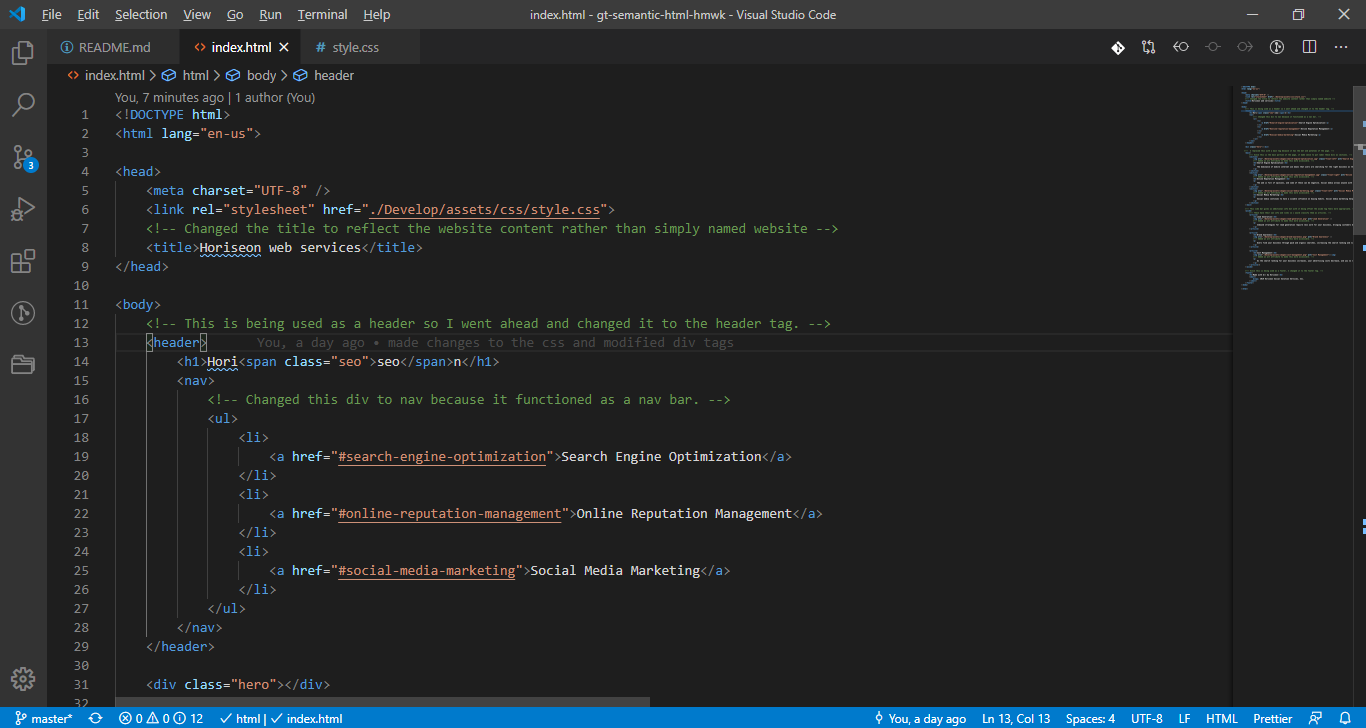 File Edit Selection View Go Run Terminal Help index.html - gt-semantic-html-hmwk - Visual Studio Code
README.md index.html style.css
index.html > html > body > header
You, 7 minutes ago | 1 author (You)
1 <!DOCTYPE html>
2 <html lang="en-us">
3
4 <head>
5 <meta charset="UTF-8" />
6 <link rel="stylesheet" href="./Develop/assets/css/style.css">
7 <!-- Changed the title to reflect the website content rather than simply named website -->
8 <title>Horiseon web services</title>
9 </head>
10
11 <body>
12 <!-- This is being used as a header so I went ahead and changed it to the header tag. -->
13 <header> You, a day ago • made changes to the css and modified div tags
14 <h1>Hori<span class="seo">seo</span>n</h1>
15 <nav>
16 <!-- Changed this div to nav because it functioned as a nav bar. -->
17 <ul>
18 <li>
19 <a href="#search-engine-optimization">Search Engine Optimization</a>
20 </li>
21 <li>
22 <a href="#online-reputation-management">Online Reputation Management</a>
23 </li>
24 <li>
25 <a href="#social-media-marketing">Social Media Marketing</a>
26 </li>
27 </ul>
28 </nav>
29 </header>
30
31 <div class="hero"></div>
32
3
master* 0 0 12 html | index.html You, a day ago Ln 13, Col 13 Spaces: 4 UTF-8 LF HTML Prettier